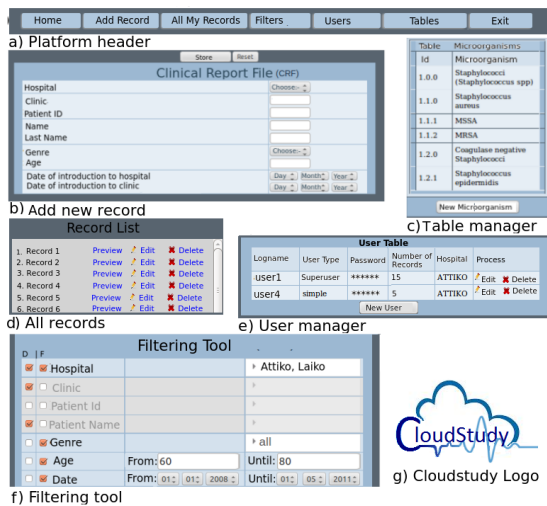 Home Add Record All My Records Filters Users Tables Exit
a) Platform header
Store Reset
Clinical Report File (CRF)
Hospital Choose:-
Clinic
Patient ID
Name
Last Name
Genre Choose:-
Age
Date of introduction to hospital Day Month Year
Date of introduction to clinic Day Month Year
b) Add new record
Table Microorganisms
Id Microorganism
1.0.0 Staphylococci (Staphylococcus spp)
1.1.0 Staphylococcus aureus
1.1.1 MSSA
1.1.2 MRSA
1.2.0 Coagulase negative Staphylococci
1.2.1 Staphylococcus epidermidis
New Microorganism
c) Table manager
Record List
1. Record 1 Preview Edit Delete
2. Record 2 Preview Edit Delete
3. Record 3 Preview Edit Delete
4. Record 4 Preview Edit Delete
5. Record 5 Preview Edit Delete
6. Record 6 Preview Edit Delete
d) All records
User Table
Logname User Type Password Number of Records Hospital Process
user1 Superuser ****** 15 ATTIKO Edit Delete
user4 simple ****** 5 ATTIKO Edit Delete
New User
e) User manager
Filtering Tool
D | F
Hospital Attiko, Laiko
Clinic
Patient Id
Patient Name
Genre all
Age From: 60 Until: 80
Date From: 01 01 2008 Until: 01 05 2011
f) Filtering tool
CloudStudy
g) Cloudstudy Logo